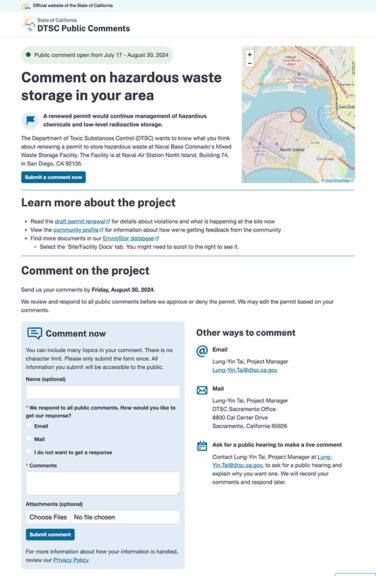 Official website of the State of California
State of California
DTSC Public Comments
Public comment open from July 17 - August 30, 2024
Comment on hazardous waste
storage in your area
A renewed permit would continue management of hazardous
chemicals and low-level radioactive storage.
The Department of Toxic Substances Control (DTSC) wants to know what you think
about renewing a permit to store hazardous waste at Naval Base Coronado's Mixed
Waste Storage Facility. The Facility is at Naval Air Station North Island, Building 74,
in San Diego, CA 92135.
Submit a comment now
+
−
North Island
Coronado
Learn more about the project
Read the draft permit renewal for details about violations and what is happening at the site now
View the community profile for information about how we're getting feedback from the community
Find more documents in our EnviroStor database
Select the 'Site/Facility Docs' tab. You might need to scroll to the right to see it.
Comment on the project
Send us your comments by Friday, August 30, 2024.
We review and respond to all public comments before we approve or deny the permit. We may edit the permit based on your
comments.
Comment now
You can include many topics in your comment. There is no
character limit. Please only submit the form once. All
information you submit will be accessible to the public.
Name (optional)
* We respond to all public comments. How would you like to
get our response?
Email
Mail
I do not want to get a response
* Comments
Attachments (optional)
Choose Files No file chosen
Submit comment
For more information about how your information is handled,
review our Privacy Policy.
Other ways to comment
Email
Lung-Yin Tai, Project Manager
Lung-Yin.Tai@dtsc.ca.gov
Mail
Lung-Yin Tai, Project Manager
DTSC Sacramento Office
8800 Cal Center Drive
Sacramento, California 95826
Ask for a public hearing to make a live comment
Contact Lung-Yin Tai, Project Manager at Lung-
Yin.Tai@dtsc.ca.gov, to ask for a public hearing and
explain why you want one. We will record your
comments and respond later.